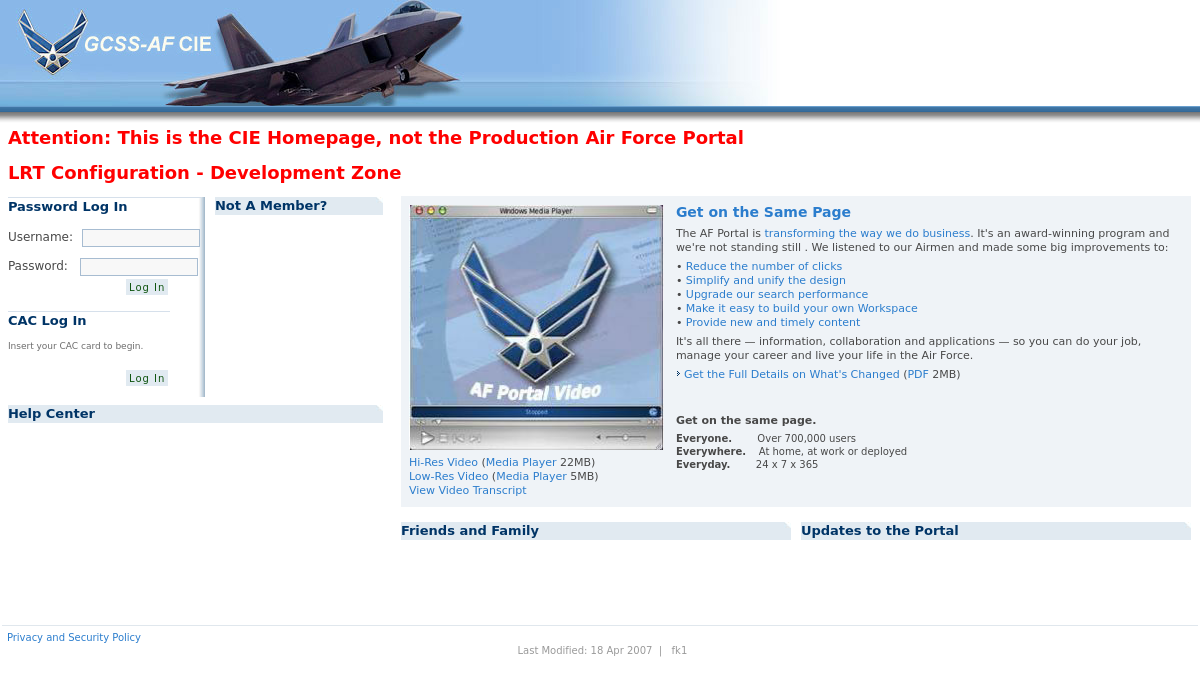 GCSS-AF CIE
Attention: This is the CIE Homepage, not the Production Air Force Portal
LRT Configuration - Development Zone
Password Log In
Username:
Password:
Log In
CAC Log In
Insert your CAC card to begin.
Log In
Not A Member?
Help Center
Windows Media Player
AF Portal Video
Stopped
Hi-Res Video (Media Player 22MB)
Low-Res Video (Media Player 5MB)
View Video Transcript
Get on the Same Page
The AF Portal is transforming the way we do business. It's an award-winning program and
we're not standing still . We listened to our Airmen and made some big improvements to:
• Reduce the number of clicks
• Simplify and unify the design
• Upgrade our search performance
• Make it easy to build your own Workspace
• Provide new and timely content
It's all there — information, collaboration and applications — so you can do your job,
manage your career and live your life in the Air Force.
Get the Full Details on What's Changed (PDF 2MB)
Get on the same page.
Everyone. Over 700,000 users
Everywhere. At home, at work or deployed
Everyday. 24 x 7 x 365
Friends and Family
Updates to the Portal
Privacy and Security Policy
Last Modified: 18 Apr 2007 | fk1